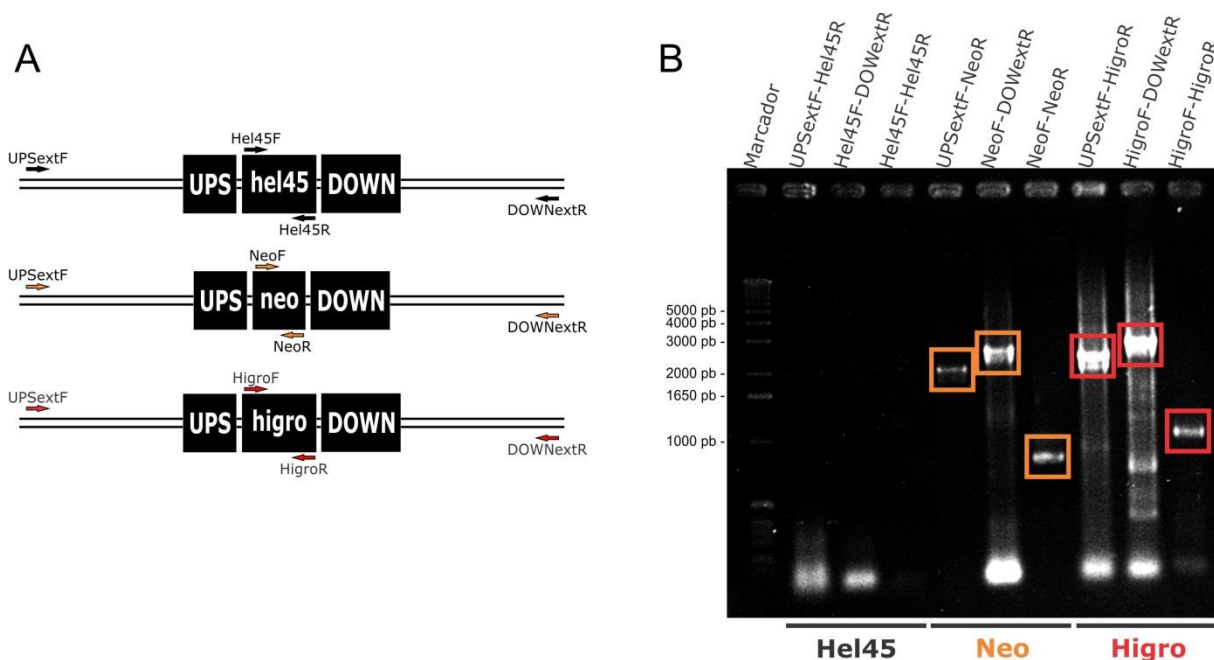 A
UPSextF
Hel45F
UPS
hel45
DOWN
Hel45R
DOWNextR
UPSextF
NeoF
UPS
neo
DOWN
NeoR
DOWNextR
UPSextF
HigroF
UPS
higro
DOWN
HigroR
DOWNextR
B
Marcador
UPSextF-Hel45R
Hel45F-DOWextR
Hel45F-Hel45R
UPSextF-NeoR
NeoF-DOWextR
NeoF-NeoR
UPSextF-HigroR
HigroF-DOWextR
HigroF-HigroR
5000 pb -
4000 pb -
3000 pb -
2000 pb -
1650 pb -
1000 pb -
Hel45
Neo
Higro